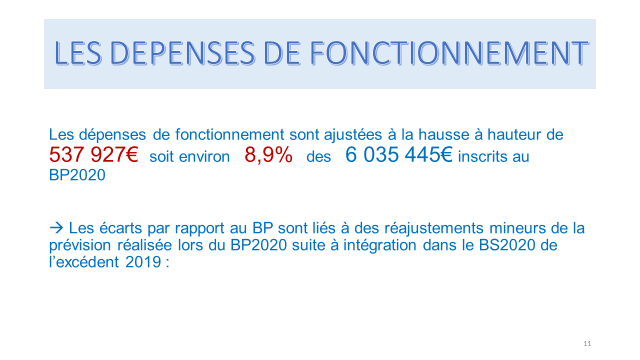 LES DEPENSES DE FONCTIONNEMENT
Les dépenses de fonctionnement sont ajustées à la hausse à hauteur de
537 927€ soit environ 8,9% des 6 035 445€ inscrits au
BP2020
→ Les écarts par rapport au BP sont liés à des réajustements mineurs de la
prévision réalisée lors du BP2020 suite à intégration dans le BS2020 de
l'excédent 2019 :
11